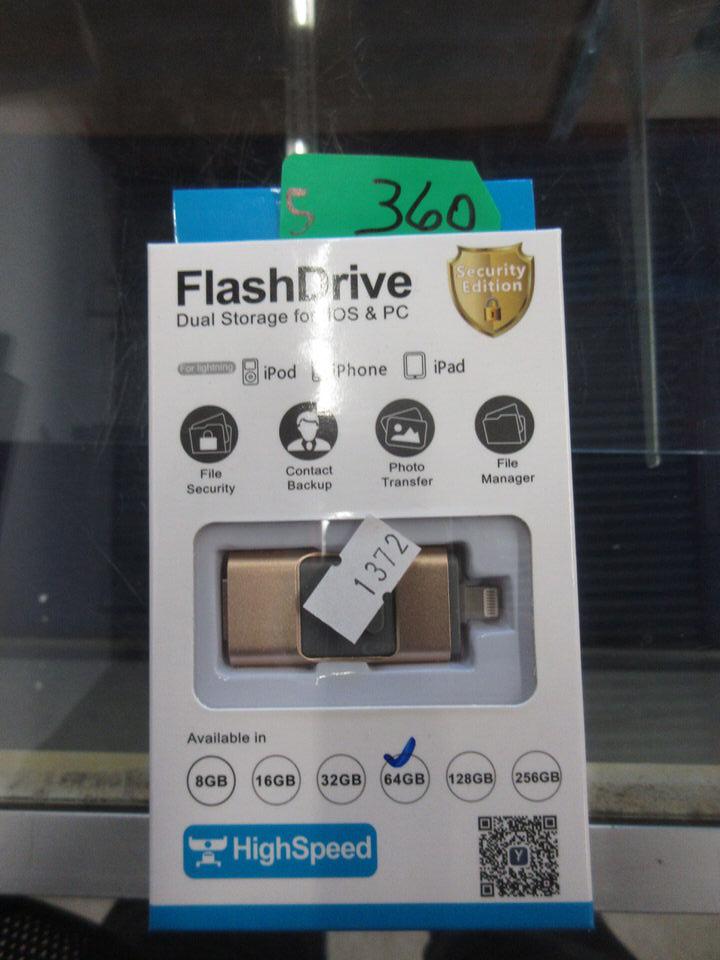 S 360
FlashDrive
Dual Storage for iOS & PC
Security
Edition
For lightning
iPod
iPhone
iPad
File
Security
Contact
Backup
Photo
Transfer
File
Manager
1372
Available in
8GB
16GB
32GB
64GB
128GB
256GB
HighSpeed
Y